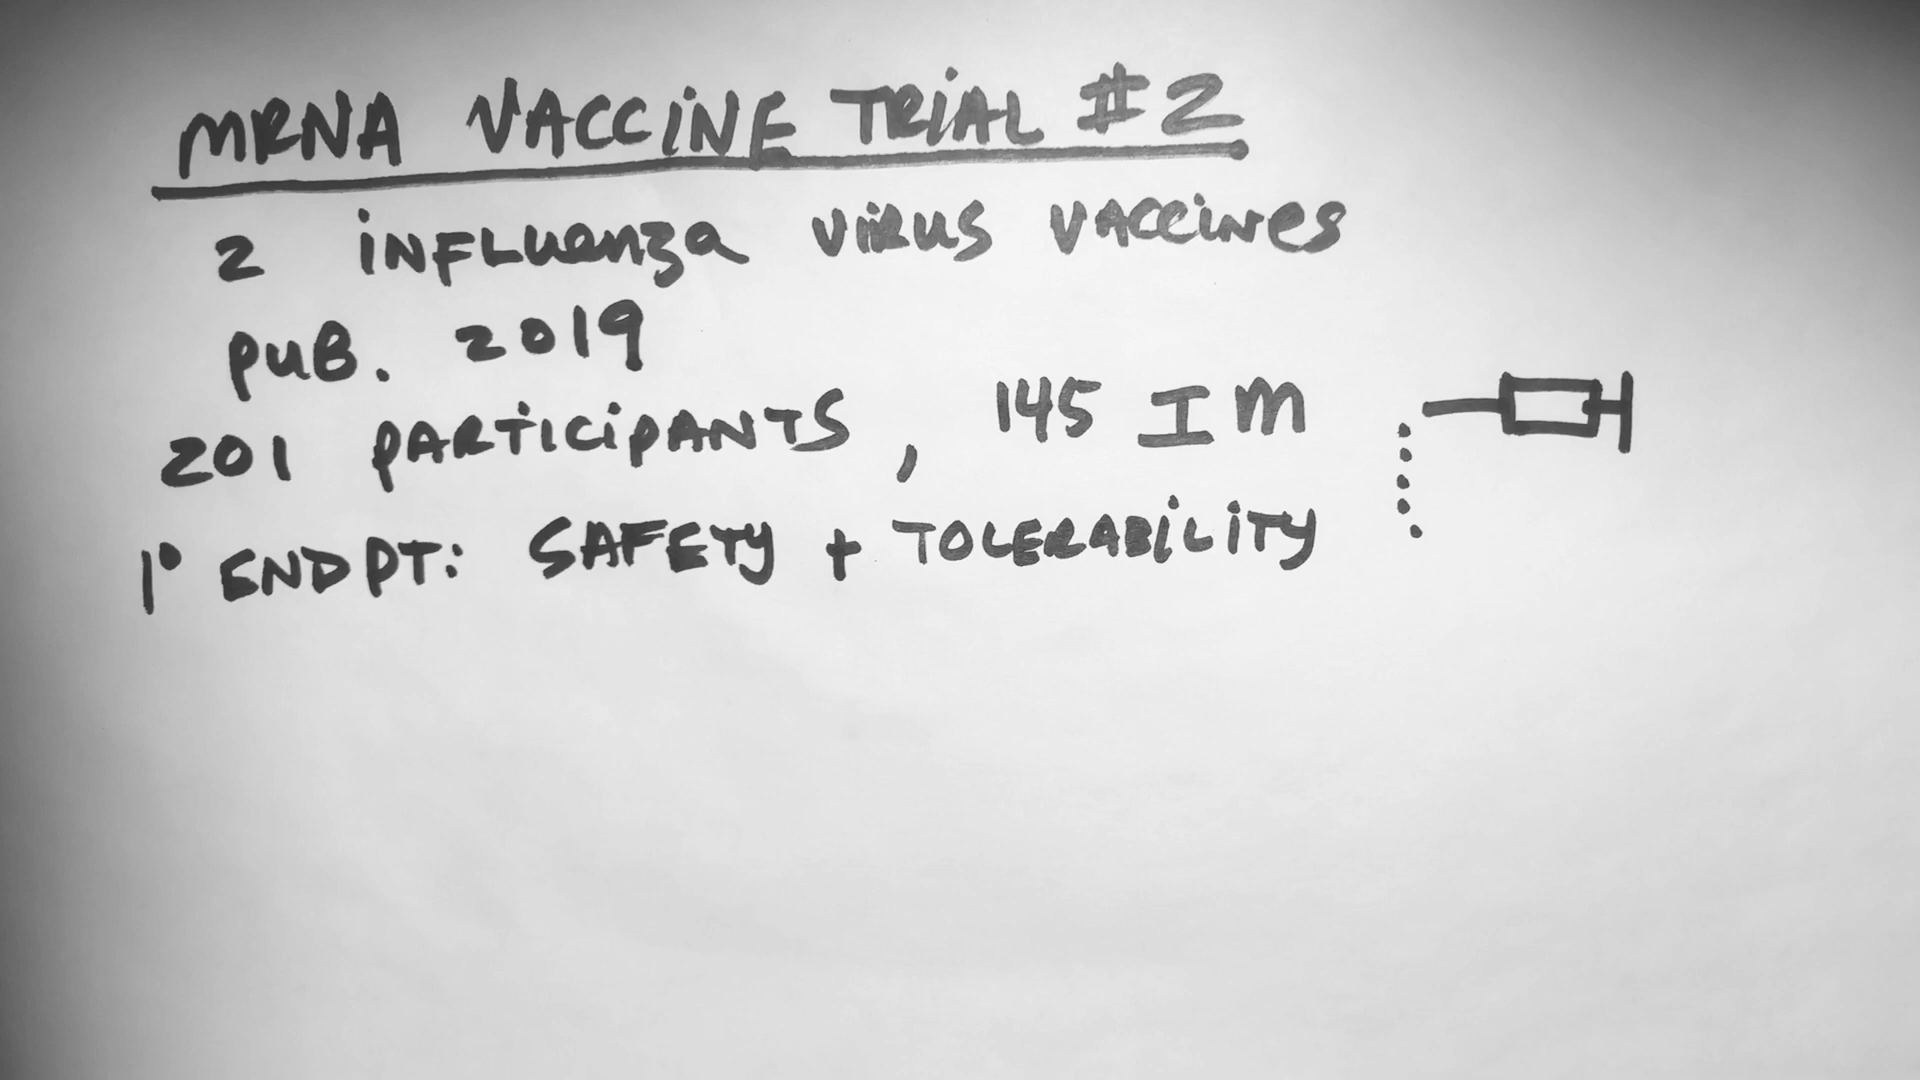 MRNA VACCINE TRIAL #2
2 INFLuenza VIRUS VACCINES
PUB. 2019
201 PARTICIPANTS, 145 IM
1° ENDPT: SAFETY + TOLERABILITY